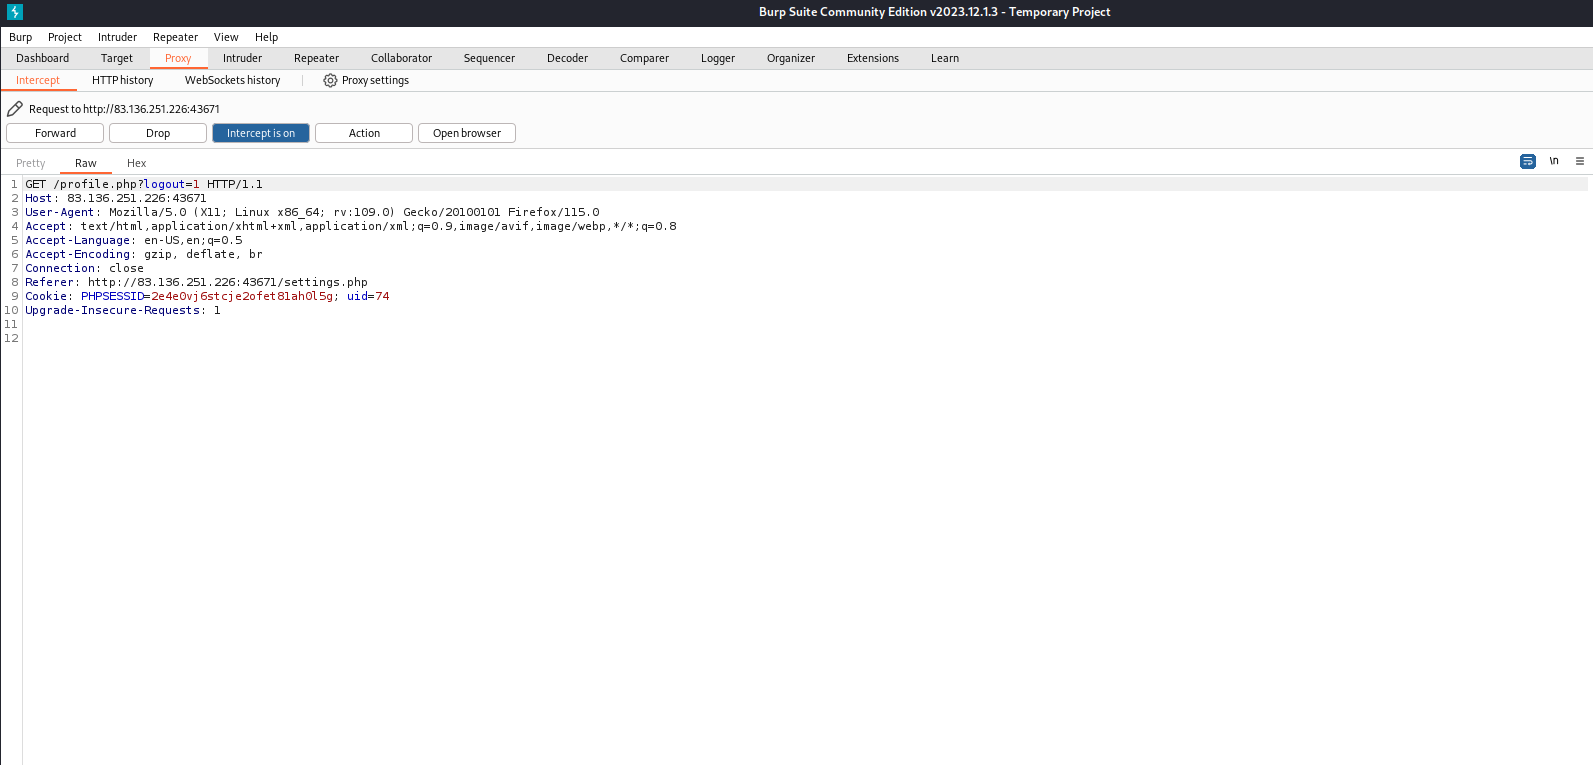 Burp Suite Community Edition v2023.12.1.3 - Temporary Project
Burp Project Intruder Repeater View Help
Dashboard Target Proxy Intruder Repeater Collaborator Sequencer Decoder Comparer Logger Organizer Extensions Learn
Intercept HTTP history WebSockets history Proxy settings
Request to http://83.136.251.226:43671
Forward Drop Intercept is on Action Open browser
Pretty Raw Hex \n
1 GET /profile.php?logout=1 HTTP/1.1
2 Host: 83.136.251.226:43671
3 User-Agent: Mozilla/5.0 (X11; Linux x86_64; rv:109.0) Gecko/20100101 Firefox/115.0
4 Accept: text/html,application/xhtml+xml,application/xml;q=0.9,image/avif,image/webp,*/*;q=0.8
5 Accept-Language: en-US,en;q=0.5
6 Accept-Encoding: gzip, deflate, br
7 Connection: close
8 Referer: http://83.136.251.226:43671/settings.php
9 Cookie: PHPSESSID=2e4e0vj6stcje2ofet81ah0l5g; uid=74
10 Upgrade-Insecure-Requests: 1
11
12